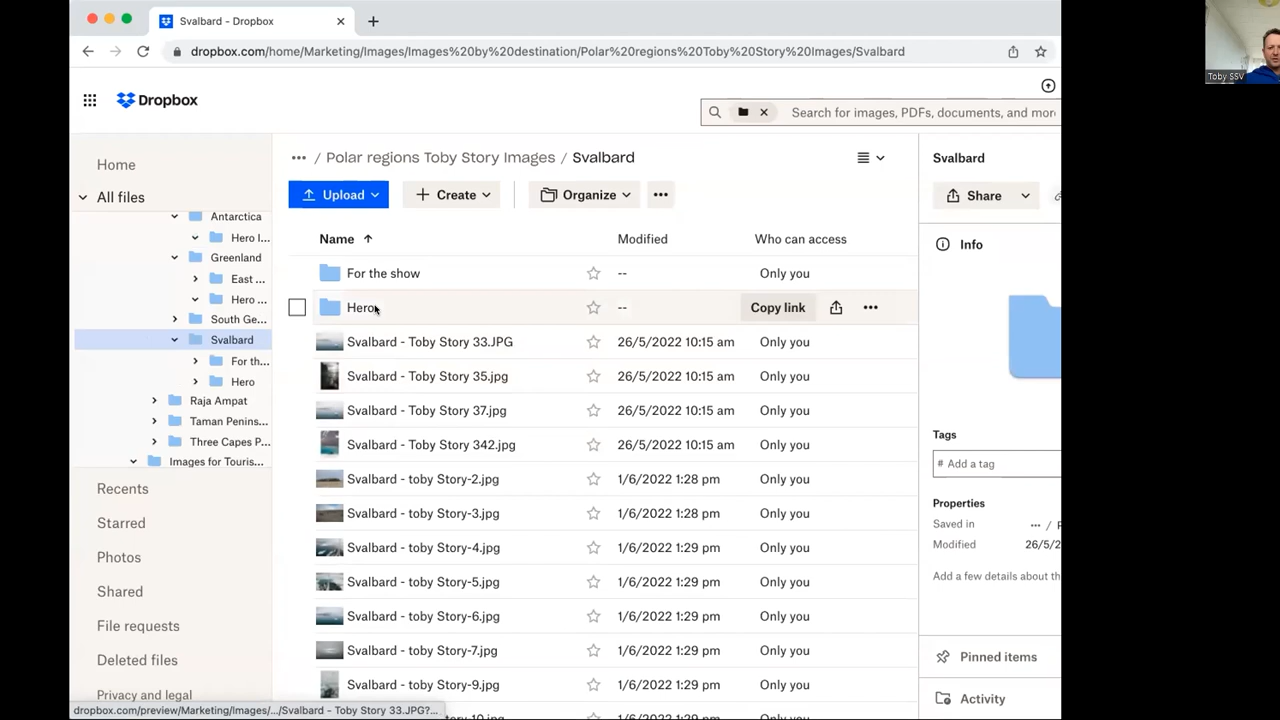 Svalbard - Dropbox
dropbox.com/home/Marketing/Images/Images%20by%20destination/Polar%20regions%20Toby%20Story%20Images/Svalbard
Toby SSV
Dropbox
Search for images, PDFs, documents, and more
Home
All files
Antarctica
Hero I...
Greenland
East ...
Hero ...
South Ge...
Svalbard
For th...
Hero
Raja Ampat
Taman Penins...
Three Capes P...
Images for Touris...
Recents
Starred
Photos
Shared
File requests
Deleted files
Privacy and legal
... / Polar regions Toby Story Images / Svalbard
Upload Create Organize ...
Name Modified Who can access
For the show -- Only you
Hero -- Copy link ...
Svalbard - Toby Story 33.JPG 26/5/2022 10:15 am Only you
Svalbard - Toby Story 35.jpg 26/5/2022 10:15 am Only you
Svalbard - Toby Story 37.jpg 26/5/2022 10:15 am Only you
Svalbard - Toby Story 342.jpg 26/5/2022 10:15 am Only you
Svalbard - toby Story-2.jpg 1/6/2022 1:28 pm Only you
Svalbard - toby Story-3.jpg 1/6/2022 1:28 pm Only you
Svalbard - toby Story-4.jpg 1/6/2022 1:29 pm Only you
Svalbard - toby Story-5.jpg 1/6/2022 1:29 pm Only you
Svalbard - toby Story-6.jpg 1/6/2022 1:29 pm Only you
Svalbard - toby Story-7.jpg 1/6/2022 1:29 pm Only you
Svalbard - toby Story-9.jpg 1/6/2022 1:29 pm Only you
Svalbard
Share
Info
Tags
# Add a tag
Properties
Saved in ... /
Modified 26/5/2
Add a few details about th
Pinned items
Activity
dropbox.com/preview/Marketing/Images/.../Svalbard - Toby Story 33.JPG?...